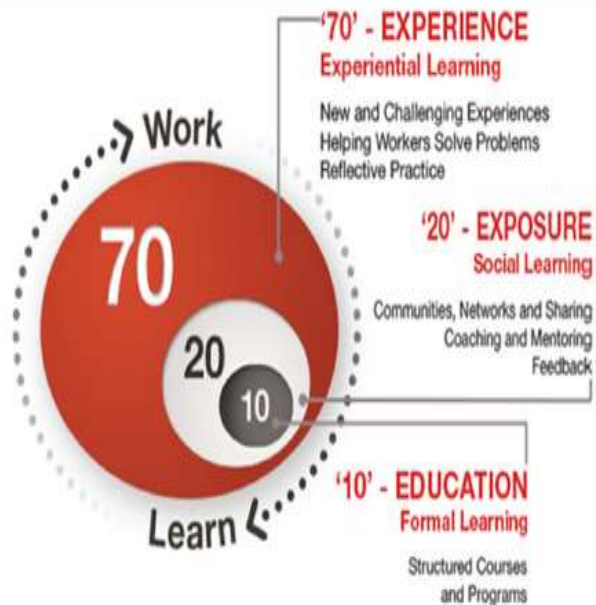 '70' - EXPERIENCE
Experiential Learning
New and Challenging Experiences
Helping Workers Solve Problems
Reflective Practice
Work
70
'20' - EXPOSURE
Social Learning
Communities, Networks and Sharing
Coaching and Mentoring
Feedback
20
10
'10' - EDUCATION
Formal Learning
Structured Courses
and Programs
Learn